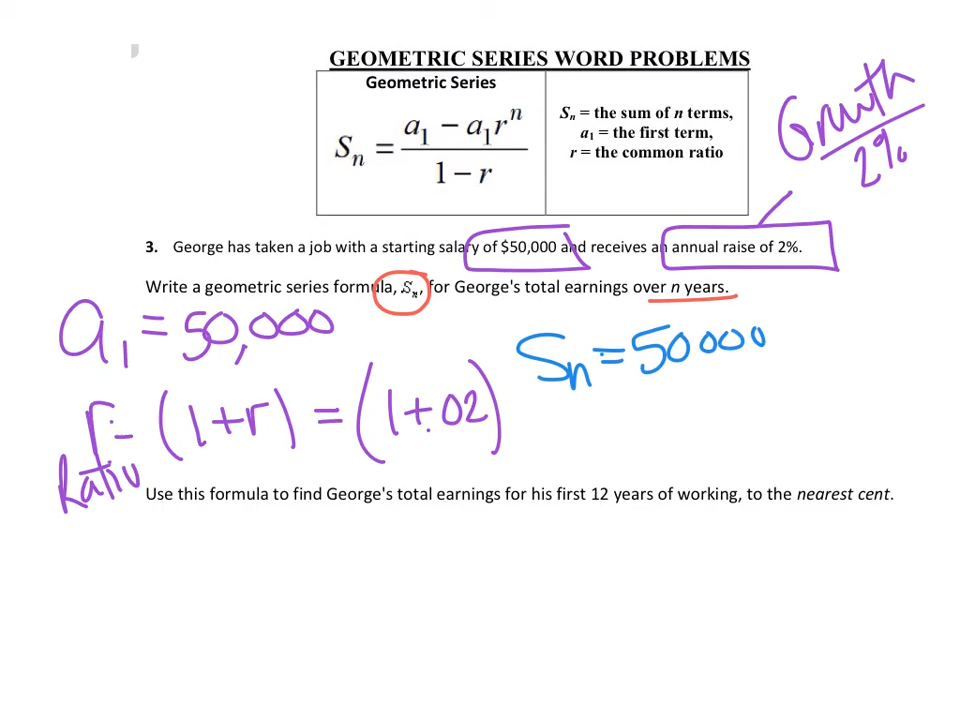 GEOMETRIC SERIES WORD PROBLEMS
Geometric Series
Sn = (a1 − a1r^n) / (1 − r)
Sn = the sum of n terms,
a1 = the first term,
r = the common ratio
Growth
2%
3. George has taken a job with a starting salary of $50,000 and receives an annual raise of 2%.
Write a geometric series formula, Sn, for George's total earnings over n years.
a1 = 50,000
Sn = 50000
r = (1+r) = (1+.02)
Ratio
Use this formula to find George's total earnings for his first 12 years of working, to the nearest cent.